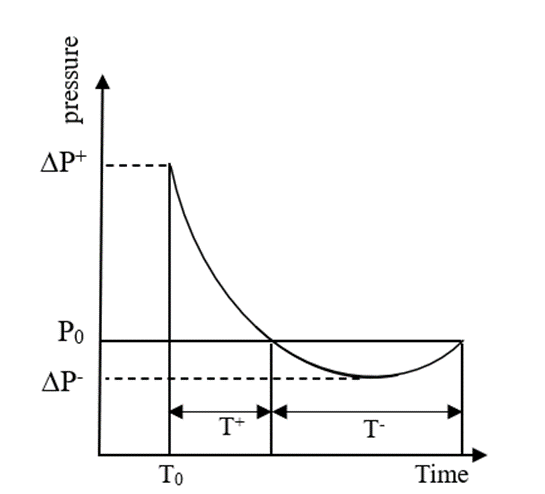 pressure
ΔP⁺
P₀
ΔP⁻
T⁺
T⁻
T₀
Time